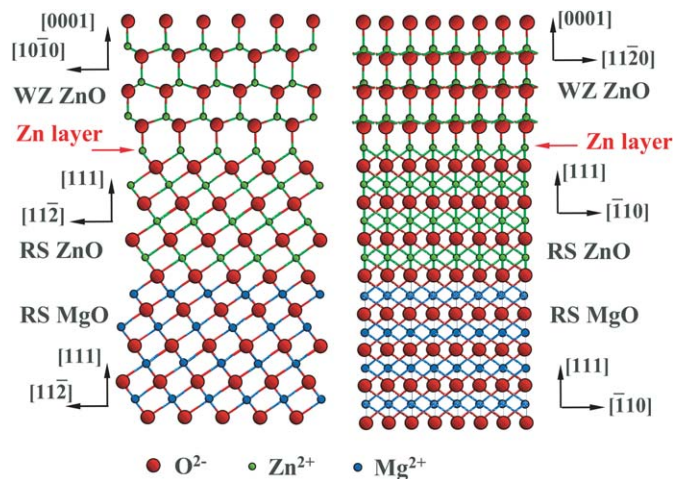 [0001]
[101̄0]
WZ ZnO
Zn layer
[111]
[112̄]
RS ZnO
RS MgO
[111]
[112̄]
[0001]
[112̄0]
WZ ZnO
Zn layer
[111]
[1̄10]
RS ZnO
RS MgO
[111]
[1̄10]
O²⁻ Zn²⁺ Mg²⁺